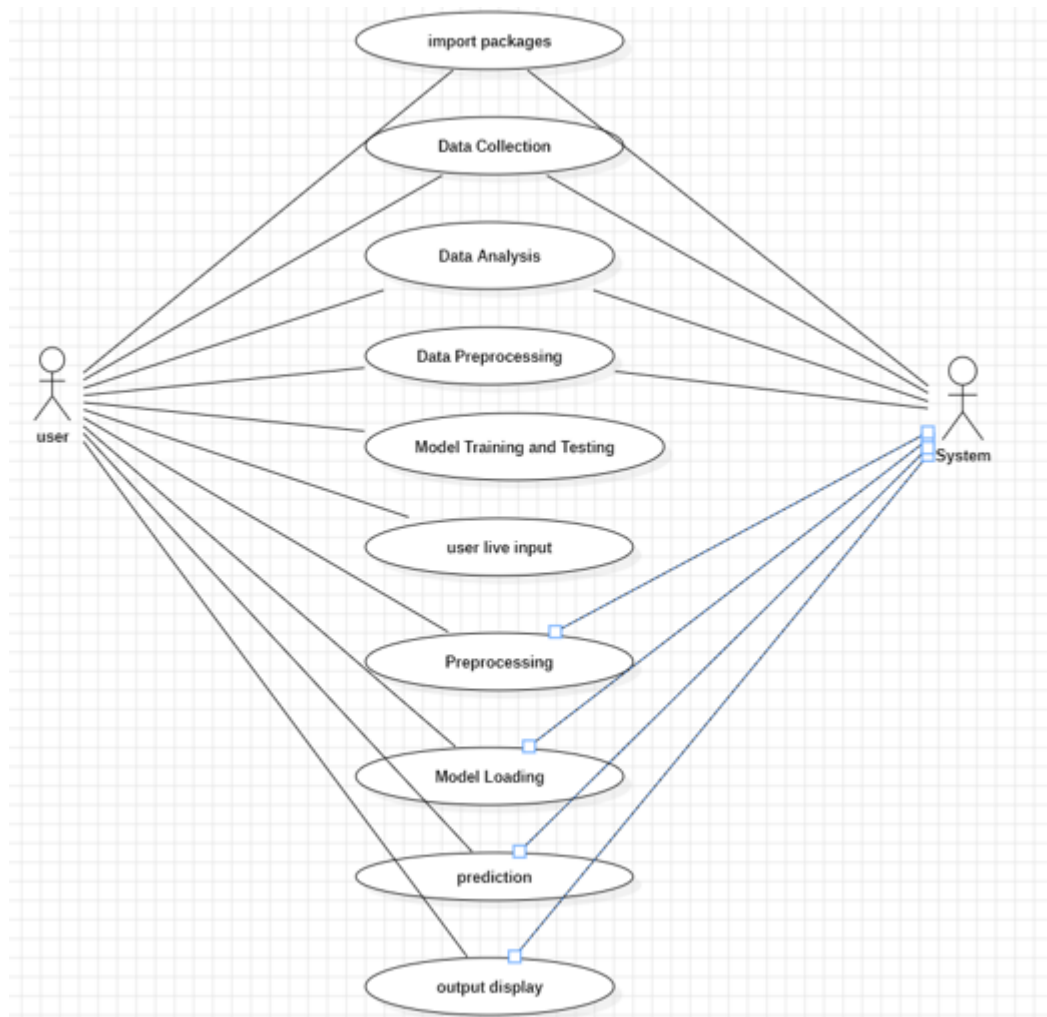 import packages
Data Collection
Data Analysis
Data Preprocessing
user
Model Training and Testing
System
user live input
Preprocessing
Model Loading
prediction
output display